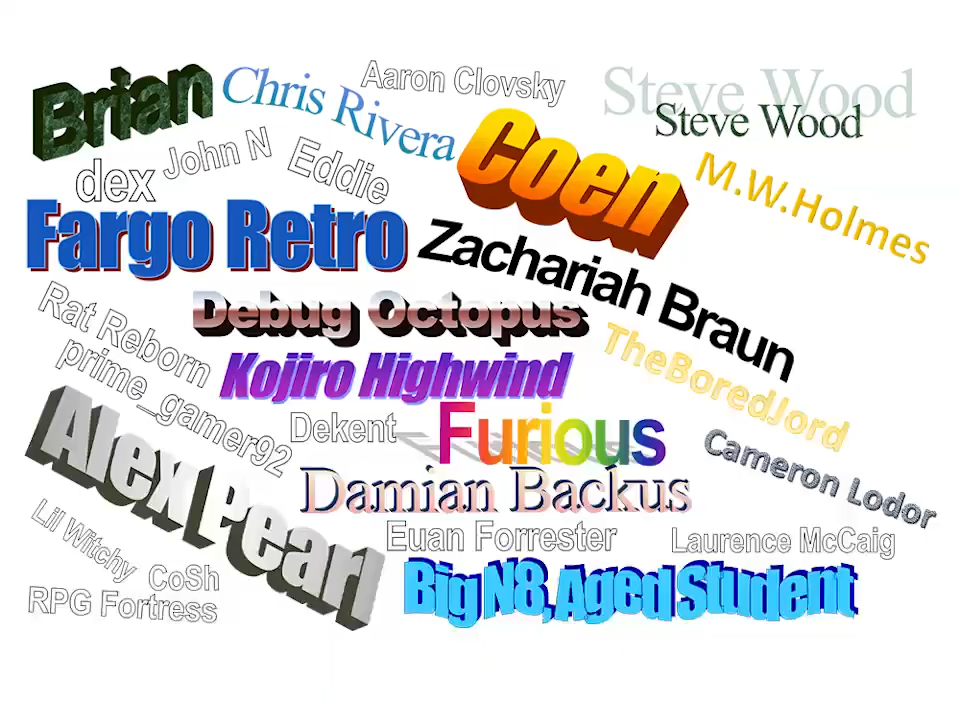 Brian
Chris Rivera
Aaron Clovsky
Steve Wood
Steve Wood
John N
Eddie
dex
Coen
M.W.Holmes
Fargo Retro
Zachariah Braun
Debug Octopus
Rat Reborn
prime_gamer92
Kojiro Highwind
TheBoredJord
Dekent
Furious
Alex Pearl
Cameron Lodor
Damian Backus
Euan Forrester
Laurence McCaig
Lil Witchy
CoSh
RPG Fortress
Big N8,Aged Student